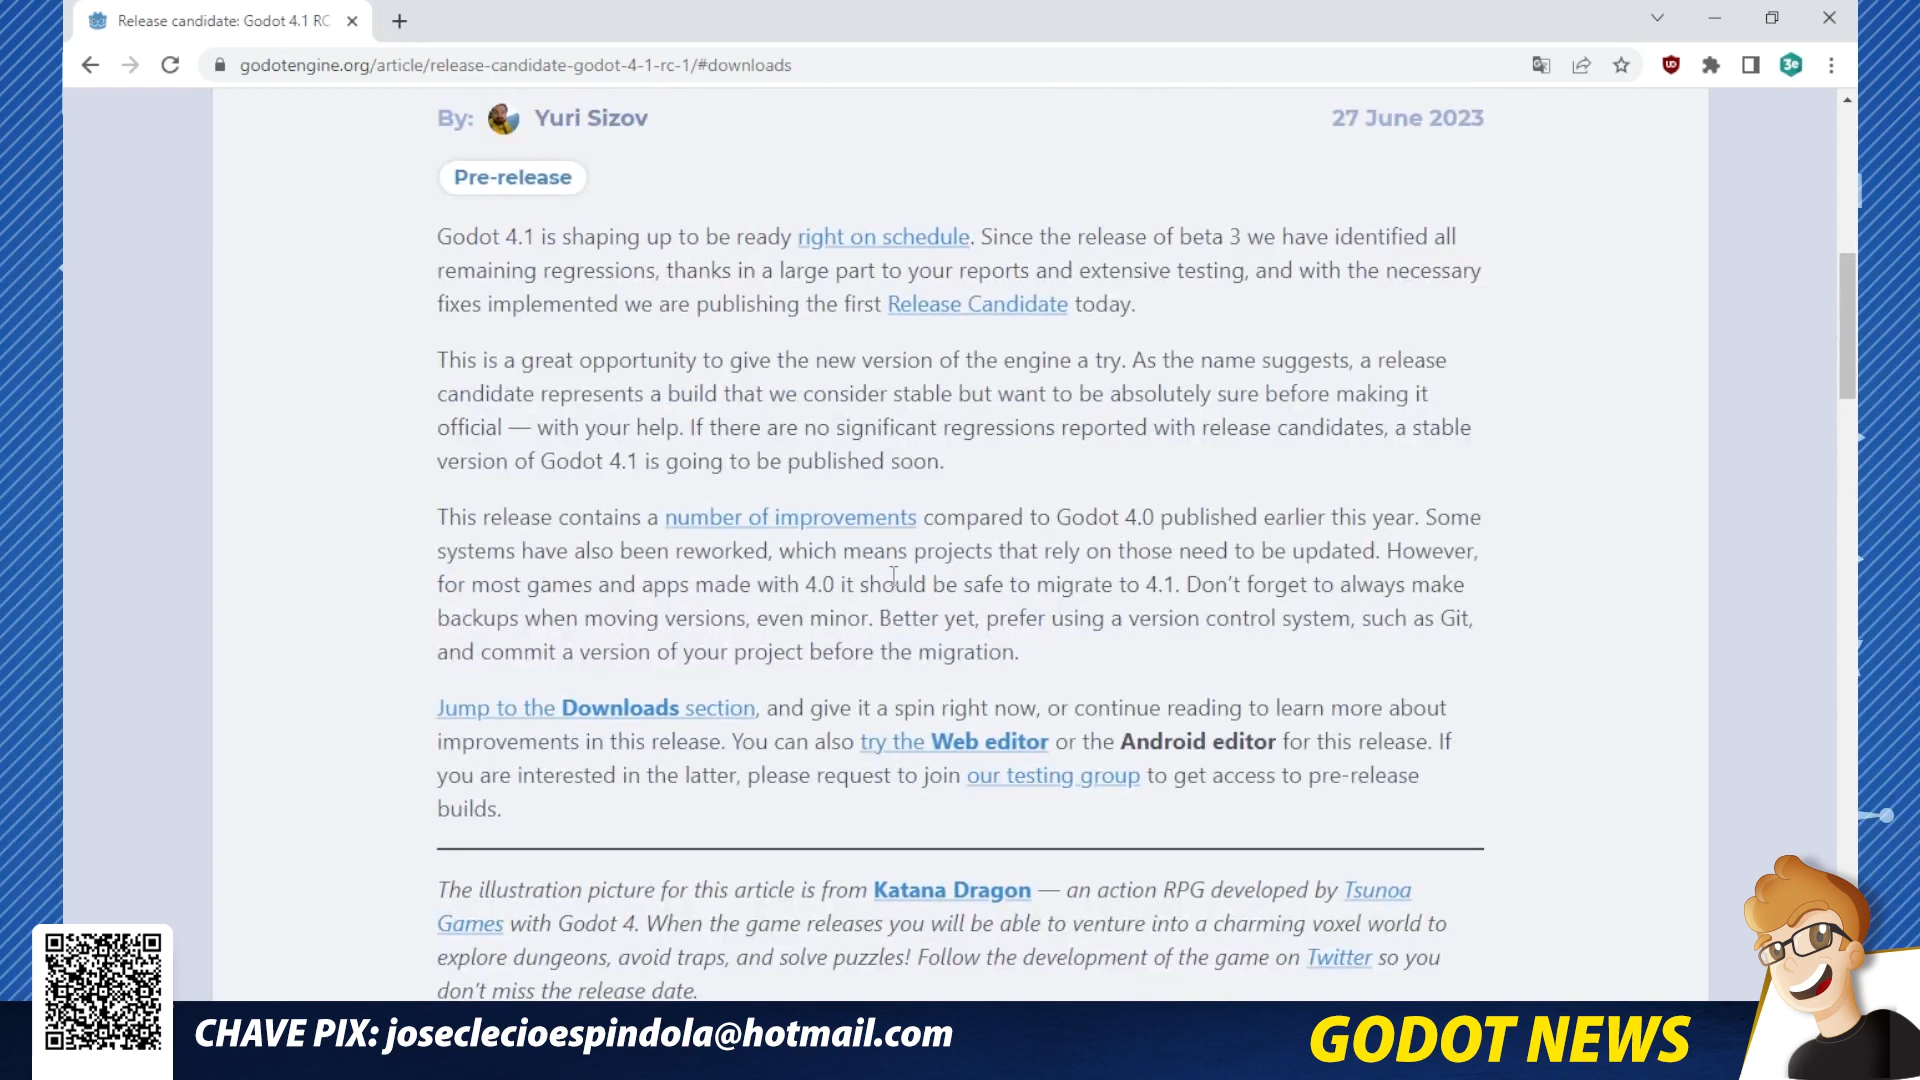 Release candidate: Godot 4.1 RC
godotengine.org/article/release-candidate-godot-4-1-rc-1/#downloads
3e
By: Yuri Sizov
27 June 2023
Pre-release
Godot 4.1 is shaping up to be ready right on schedule. Since the release of beta 3 we have identified all
remaining regressions, thanks in a large part to your reports and extensive testing, and with the necessary
fixes implemented we are publishing the first Release Candidate today.
This is a great opportunity to give the new version of the engine a try. As the name suggests, a release
candidate represents a build that we consider stable but want to be absolutely sure before making it
official — with your help. If there are no significant regressions reported with release candidates, a stable
version of Godot 4.1 is going to be published soon.
This release contains a number of improvements compared to Godot 4.0 published earlier this year. Some
systems have also been reworked, which means projects that rely on those need to be updated. However,
for most games and apps made with 4.0 it should be safe to migrate to 4.1. Don't forget to always make
backups when moving versions, even minor. Better yet, prefer using a version control system, such as Git,
and commit a version of your project before the migration.
Jump to the Downloads section, and give it a spin right now, or continue reading to learn more about
improvements in this release. You can also try the Web editor or the Android editor for this release. If
you are interested in the latter, please request to join our testing group to get access to pre-release
builds.
The illustration picture for this article is from Katana Dragon — an action RPG developed by Tsunoa
Games with Godot 4. When the game releases you will be able to venture into a charming voxel world to
explore dungeons, avoid traps, and solve puzzles! Follow the development of the game on Twitter so you
don't miss the release date.
CHAVE PIX: joseclecioespindola@hotmail.com
GODOT NEWS